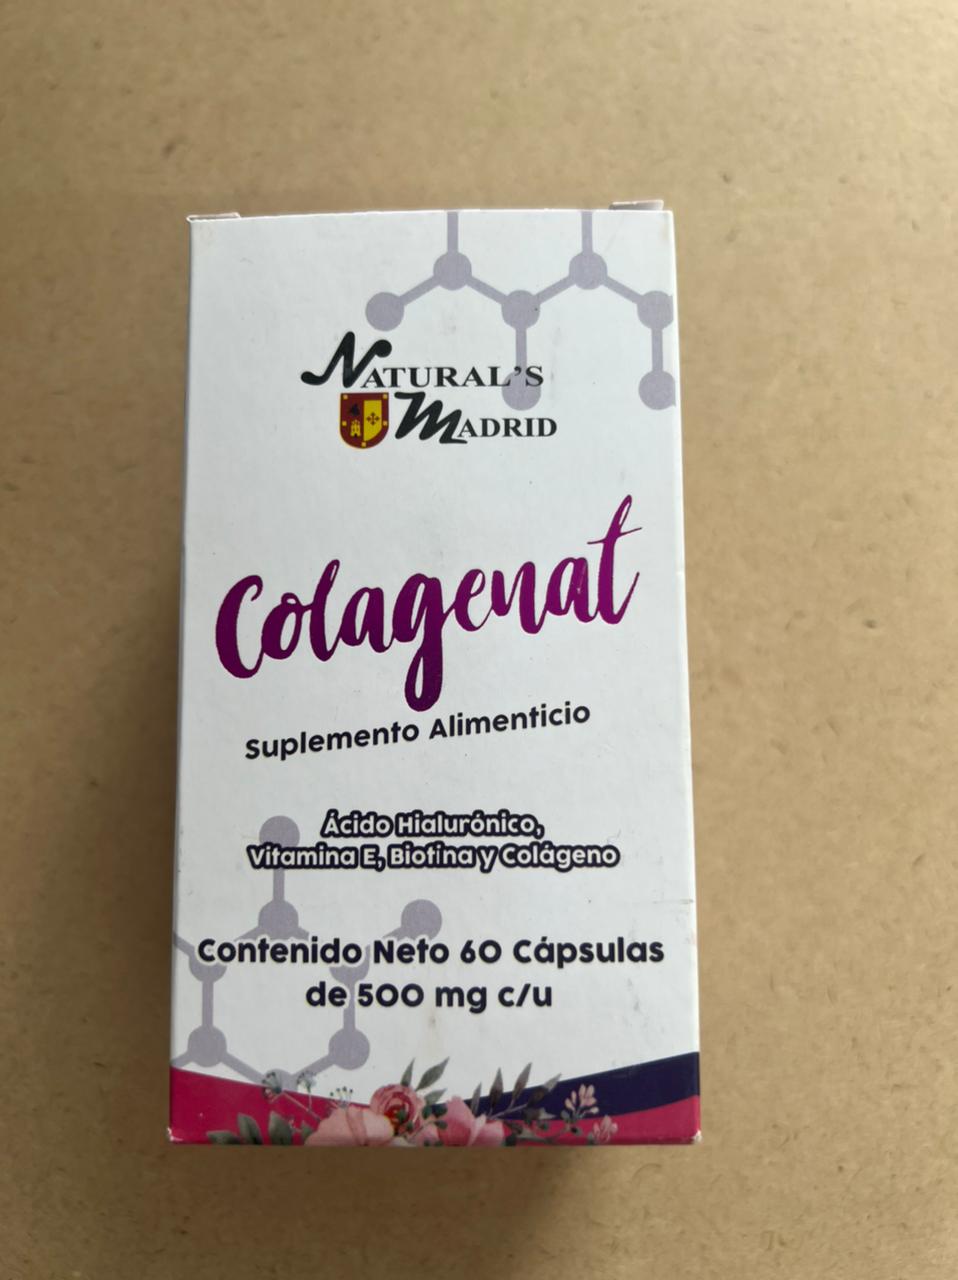 NATURAL'S
MADRID
Colagenat
Suplemento Alimenticio
Ácido Hialurónico,
Vitamina E, Biotina y Colágeno
Contenido Neto 60 Cápsulas
de 500 mg c/u